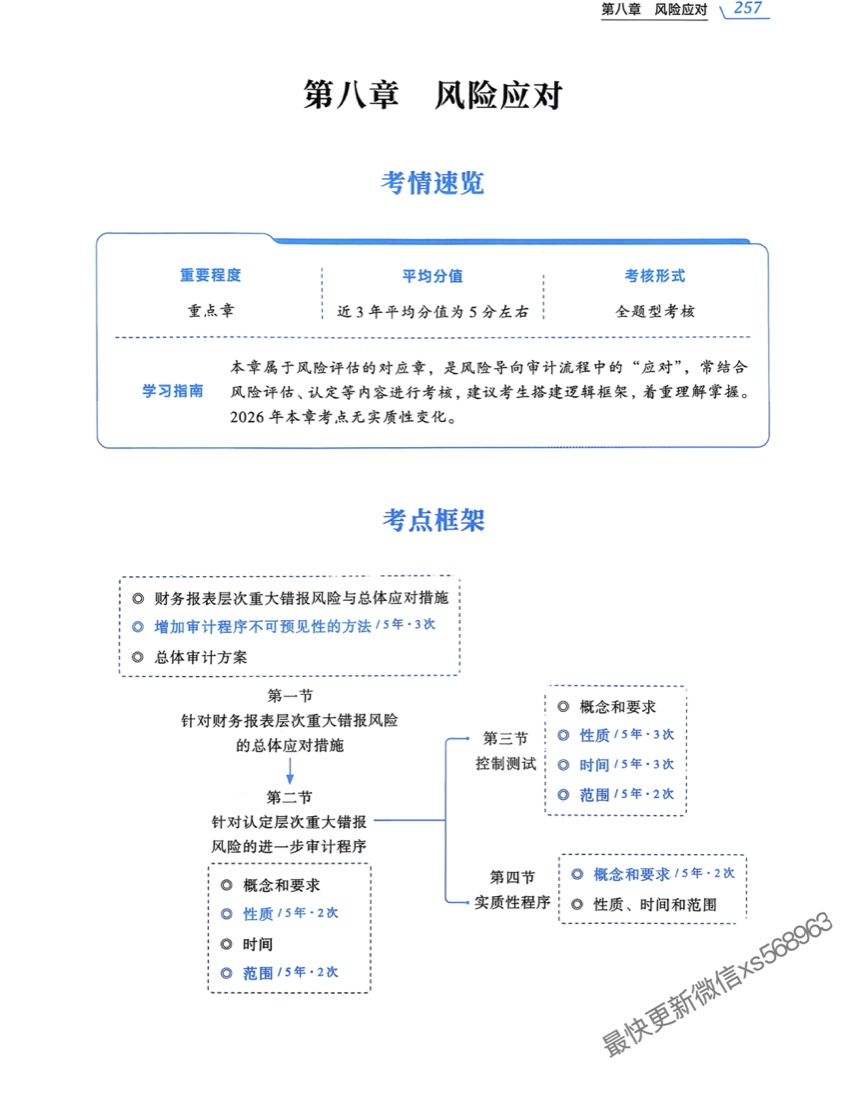 第八章 风险应对 257
第八章 风险应对
考情速览
重要程度 平均分值 考核形式
重点章 近3年平均分值为5分左右 全题型考核
学习指南
本章属于风险评估的对应章，是风险导向审计流程中的“应对”，常结合
风险评估、认定等内容进行考核，建议考生搭建逻辑框架，着重理解掌握。
2026年本章考点无实质性变化。
考点框架
◎ 财务报表层次重大错报风险与总体应对措施
◎ 增加审计程序不可预见性的方法/5年·3次
◎ 总体审计方案
第一节
针对财务报表层次重大错报风险
的总体应对措施
第二节
针对认定层次重大错报
风险的进一步审计程序
◎ 概念和要求
◎ 性质/5年·2次
◎ 时间
◎ 范围/5年·2次
第三节
控制测试
◎ 概念和要求
◎ 性质/5年·3次
◎ 时间/5年·3次
◎ 范围/5年·2次
第四节
实质性程序
◎ 概念和要求/5年·2次
◎ 性质、时间和范围
最快更新微信xs568963